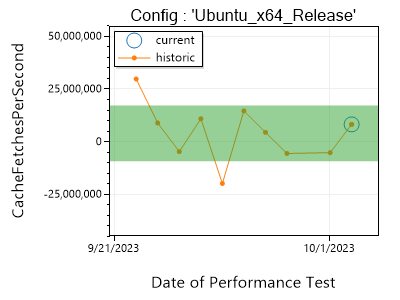 Config : 'Ubuntu_x64_Release'
current
historic
CacheFetchesPerSecond
50,000,000
25,000,000
0
-25,000,000
9/21/2023
10/1/2023
Date of Performance Test